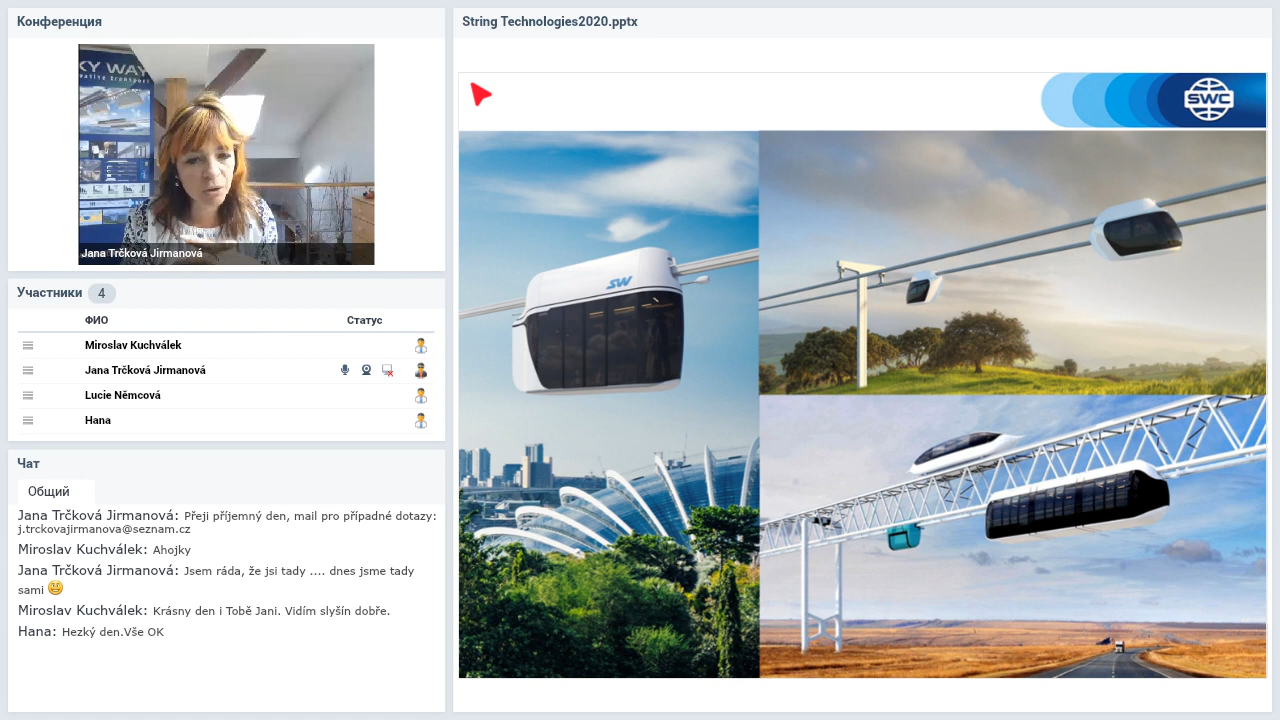 Конференция
KY WAY
Jana Trčková Jirmanová
Участники 4
ФИО Статус
Miroslav Kuchválek
Jana Trčková Jirmanová
Lucie Němcová
Hana
Чат
Общий
Jana Trčková Jirmanová: Přeji příjemný den, mail pro případné dotazy:
j.trckovajirmanova@seznam.cz
Miroslav Kuchválek: Ahojky
Jana Trčková Jirmanová: Jsem ráda, že jsi tady .... dnes jsme tady
sami
Miroslav Kuchválek: Krásny den i Tobě Jani. Vidím slyšín dobře.
Hana: Hezký den.Vše OK
String Technologies2020.pptx
SWC
SW